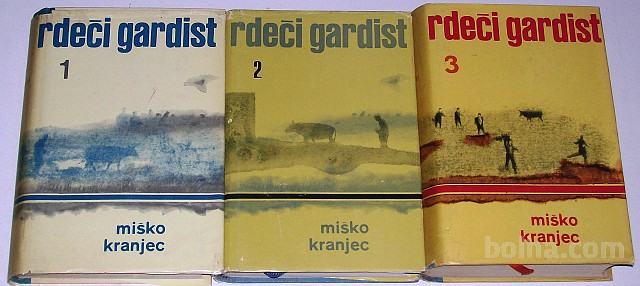 rdeči gardist
1
miško
kranjec
rdeči gardist
2
miško
kranjec
rdeči gardist
3
miško
kranjec
bolha.com